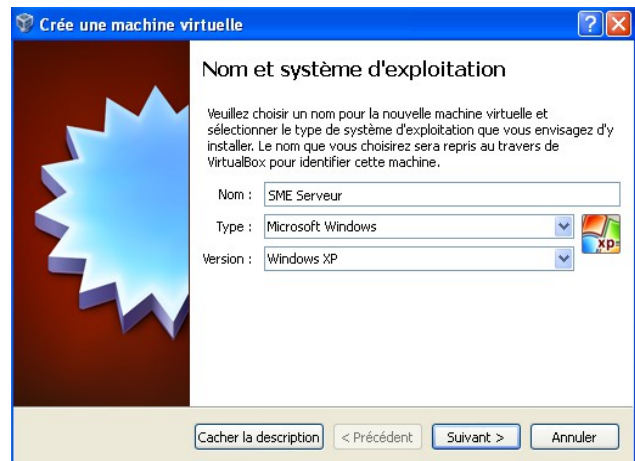 Crée une machine virtuelle
Nom et système d'exploitation
Veuillez choisir un nom pour la nouvelle machine virtuelle et
sélectionner le type de système d'exploitation que vous envisagez d'y
installer. Le nom que vous choisirez sera repris au travers de
VirtualBox pour identifier cette machine.
Nom : SME Serveur
Type : Microsoft Windows
Version : Windows XP
xp
Cacher la description < Précédent Suivant > Annuler